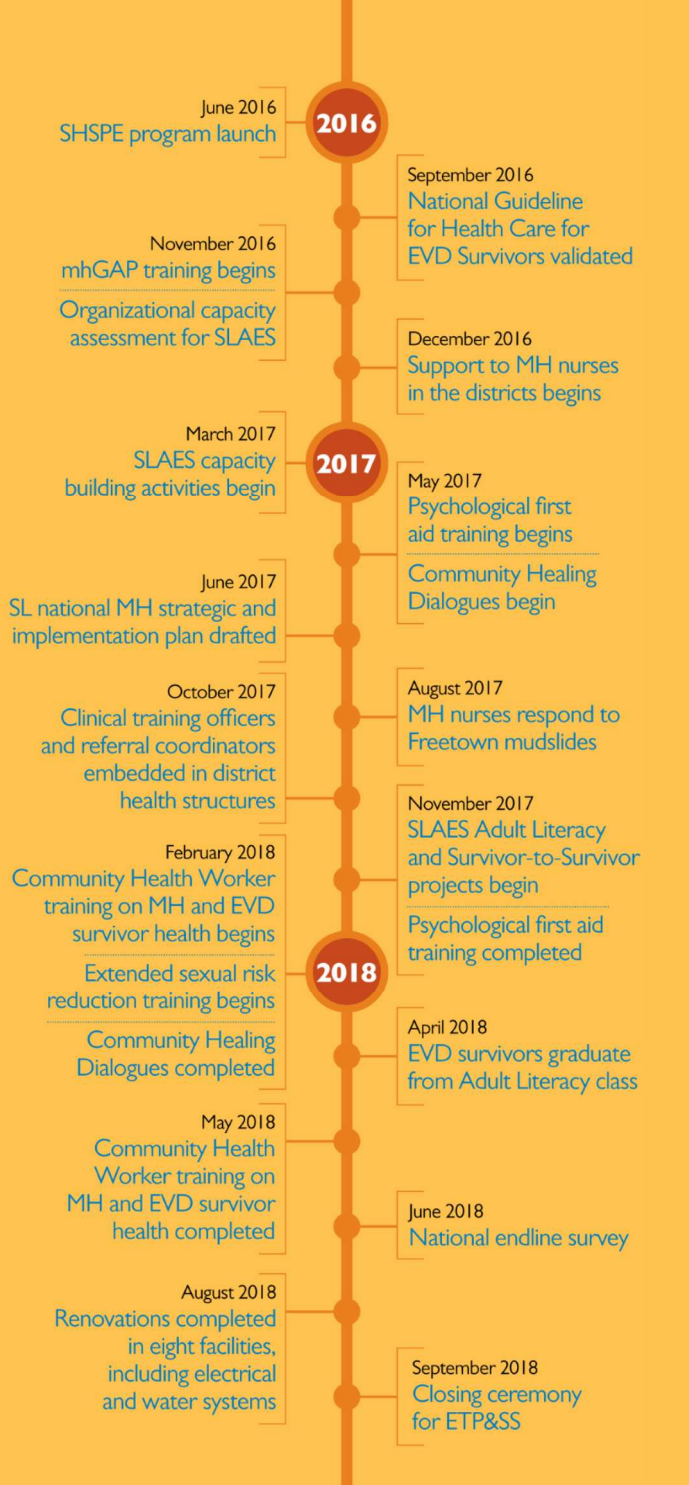 June 2016
SHSPE program launch
2016
September 2016
National Guideline
for Health Care for
EVD Survivors validated
November 2016
mhGAP training begins
Organizational capacity
assessment for SLAES
December 2016
Support to MH nurses
in the districts begins
March 2017
SLAES capacity
building activities begin
2017
May 2017
Psychological first
aid training begins
Community Healing
Dialogues begin
June 2017
SL national MH strategic and
implementation plan drafted
August 2017
MH nurses respond to
Freetown mudslides
October 2017
Clinical training officers
and referral coordinators
embedded in district
health structures
November 2017
SLAES Adult Literacy
and Survivor-to-Survivor
projects begin
Psychological first aid
training completed
February 2018
Community Health Worker
training on MH and EVD
survivor health begins
Extended sexual risk
reduction training begins
Community Healing
Dialogues completed
2018
April 2018
EVD survivors graduate
from Adult Literacy class
May 2018
Community Health
Worker training on
MH and EVD survivor
health completed
June 2018
National endline survey
August 2018
Renovations completed
in eight facilities,
including electrical
and water systems
September 2018
Closing ceremony
for ETP&SS